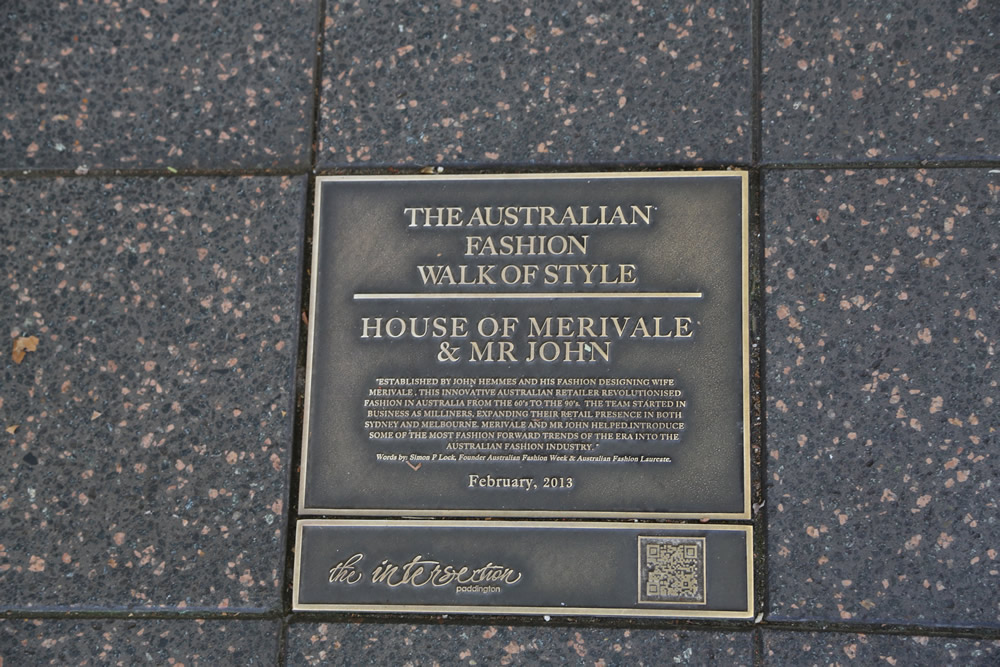 THE AUSTRALIAN
FASHION
WALK OF STYLE
HOUSE OF MERIVALE
& MR JOHN
"ESTABLISHED BY JOHN HEMMES AND HIS FASHION DESIGNING WIFE
MERIVALE , THIS INNOVATIVE AUSTRALIAN RETAILER REVOLUTIONISED
FASHION IN AUSTRALIA FROM THE 60's TO THE 90's. THE TEAM STARTED IN
BUSINESS AS MILLINERS, EXPANDING THEIR RETAIL PRESENCE IN BOTH
SYDNEY AND MELBOURNE. MERIVALE AND MR JOHN HELPED INTRODUCE
SOME OF THE MOST FASHION FORWARD TRENDS OF THE ERA INTO THE
AUSTRALIAN FASHION INDUSTRY."
Words by: Simon P Lock, Founder Australian Fashion Week & Australian Fashion Laureate.
February, 2013
the intersection
paddington